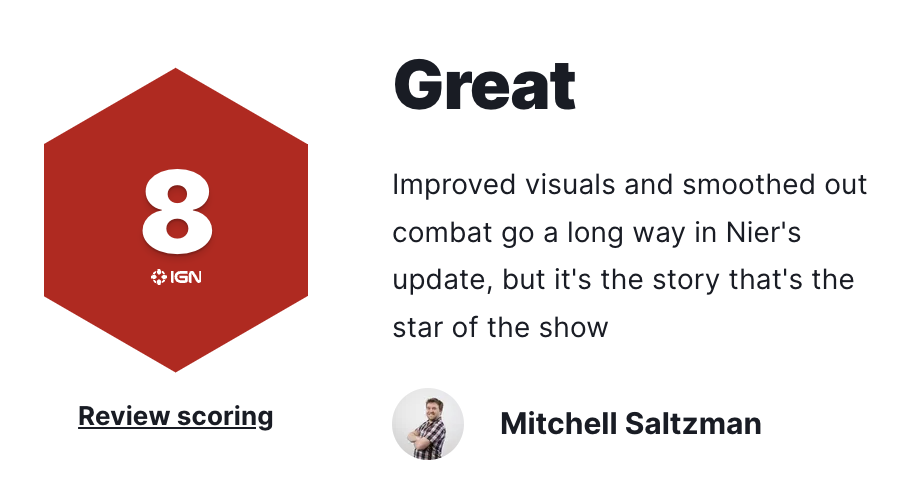 8
IGN
Review scoring
Great
Improved visuals and smoothed out
combat go a long way in Nier's
update, but it's the story that's the
star of the show
Mitchell Saltzman